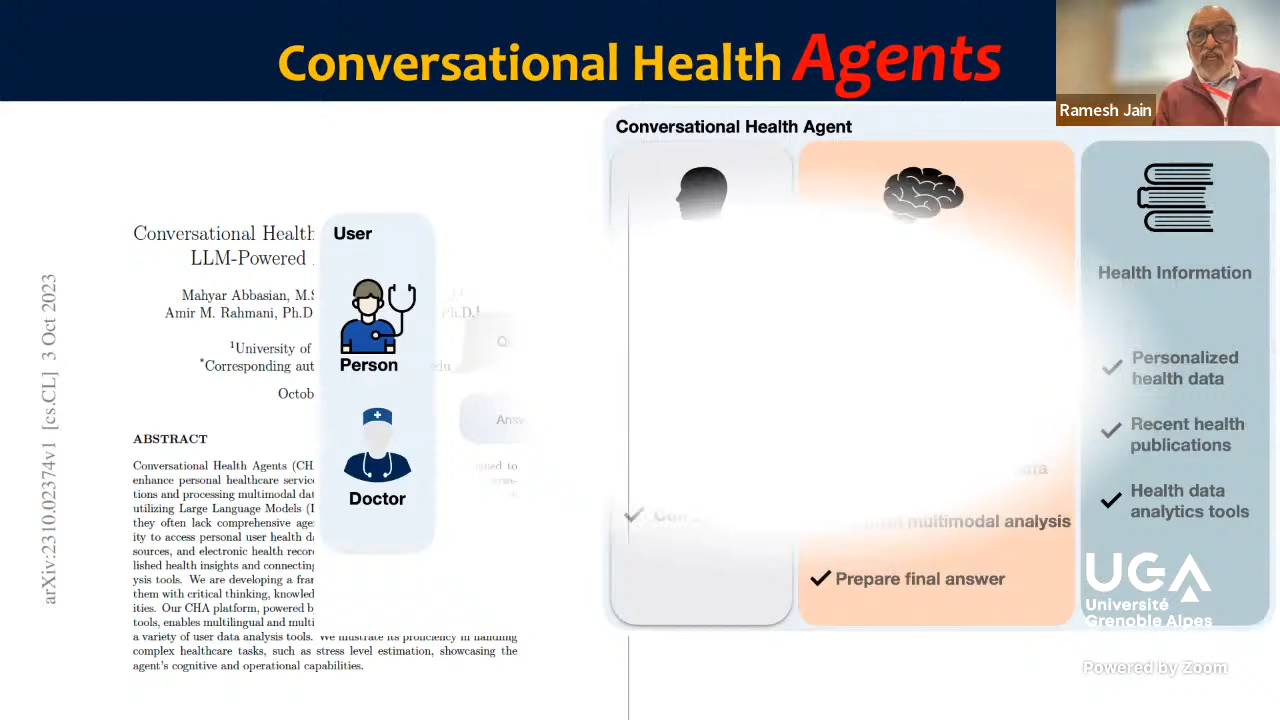 Conversational Health Agents
Ramesh Jain
Conversational Health Agent
Conversational Health
LLM-Powered
Mahyar Abbasian, M.S
Amir M. Rahmani, Ph.D
Ph.D.
¹University of
*Corresponding aut
Octob
arXiv:2310.02374v1 [cs.CL] 3 Oct 2023
ABSTRACT
Conversational Health Agents (CH
enhance personal healthcare servic
tions and processing multimodal dat
utilizing Large Language Models (
they often lack comprehensive age
ity to access personal user health d
sources, and electronic health recor
lished health insights and connecting
ysis tools. We are developing a fra
them with critical thinking, knowled
ities. Our CHA platform, powered b
tools, enables multilingual and multi
a variety of user data analysis tools. We illustrate its proficiency in handling
complex healthcare tasks, such as stress level estimation, showcasing the
agent's cognitive and operational capabilities.
User
Person
Doctor
Answ
multimodal analysis
Prepare final answer
Health Information
Personalized
health data
Recent health
publications
Health data
analytics tools
UGA
Université
Grenoble Alpes
Powered by Zoom